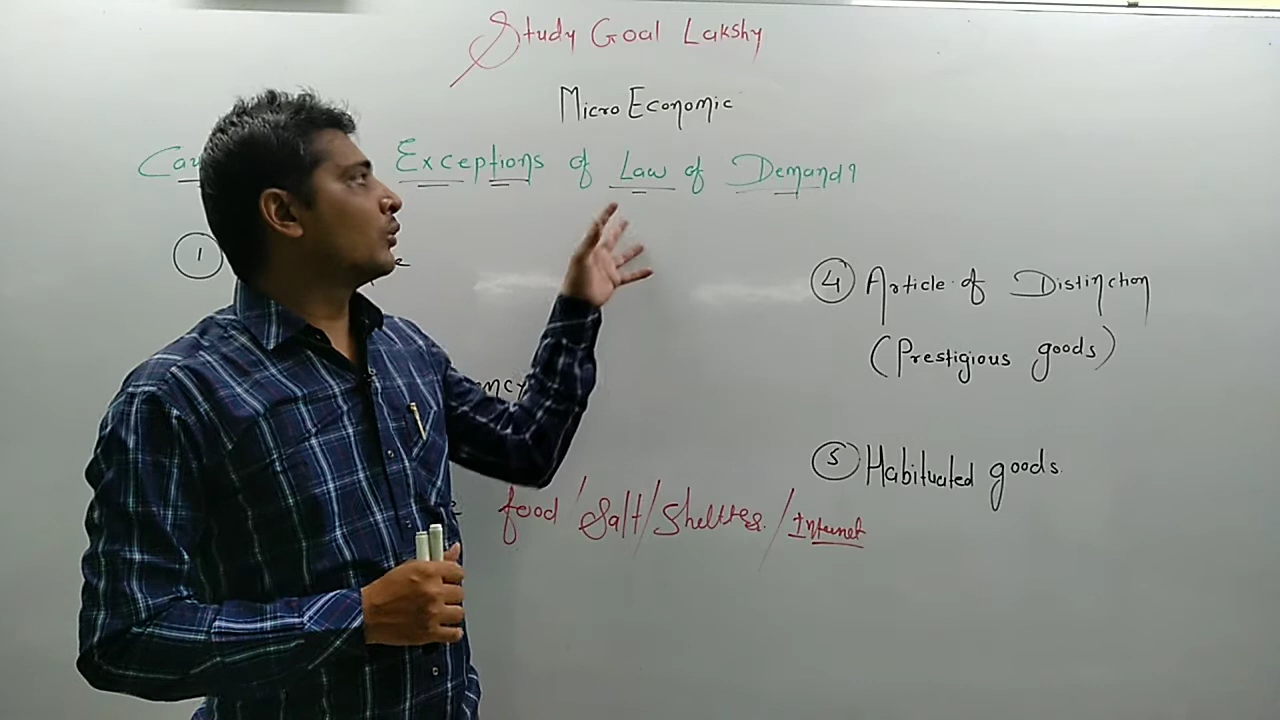 Study Goal Lakshy
Micro Economic
Exceptions of Law of Demand?
1
4 Article of Distinction
(Prestigious goods)
5 Habituated goods.
food / Salt / Shelters. / Internet